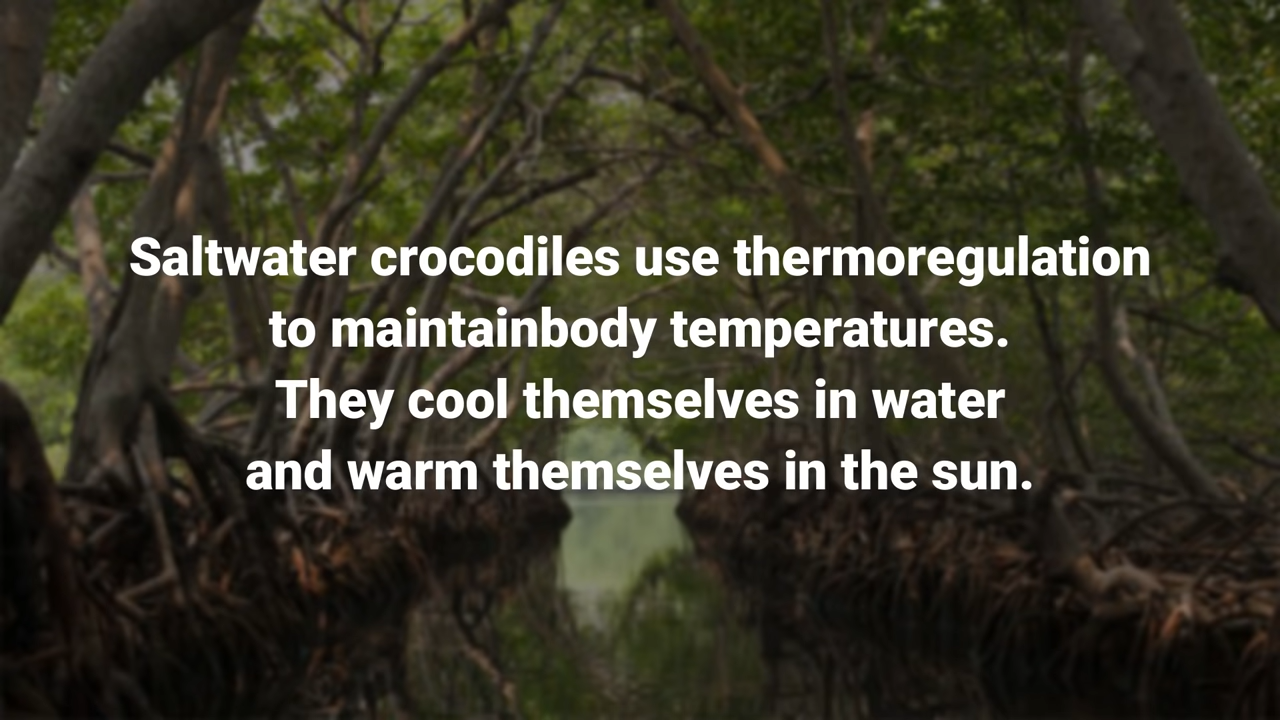 Saltwater crocodiles use thermoregulation
to maintainbody temperatures.
They cool themselves in water
and warm themselves in the sun.